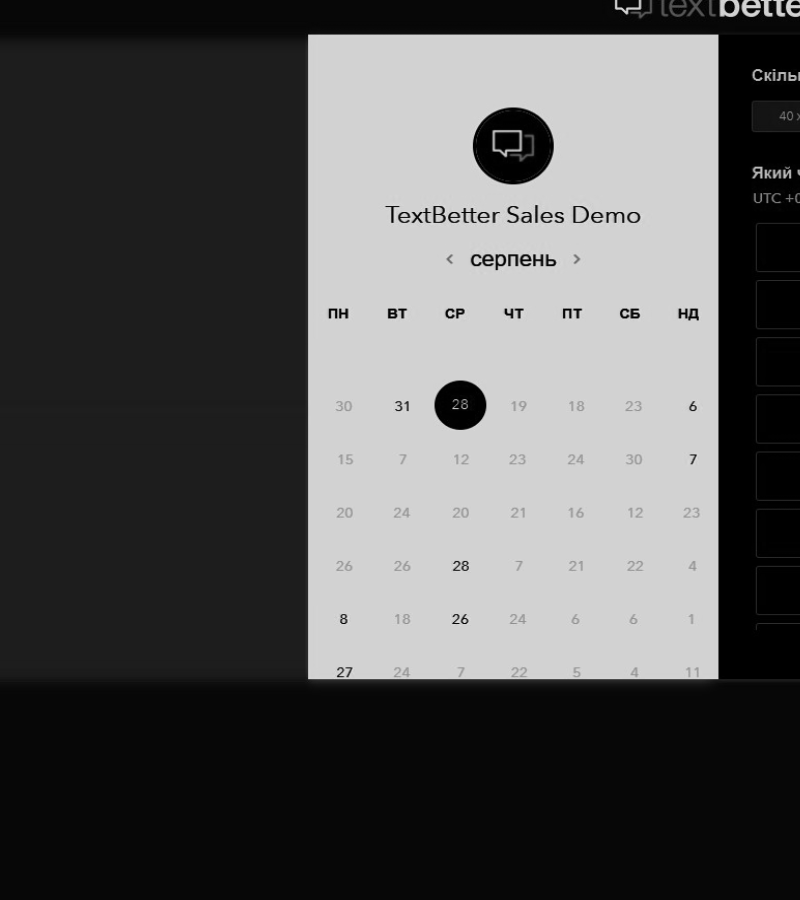 textbette
TextBetter Sales Demo
серпень
ПН ВТ СР ЧТ ПТ СБ НД
30 31 28 19 18 23 6
15 7 12 23 24 30 7
20 24 20 21 16 12 23
26 26 28 7 21 22 4
8 18 26 24 6 6 1
27 24 7 22 5 4 11
Скіль
40 х
Який ч
UTC +0